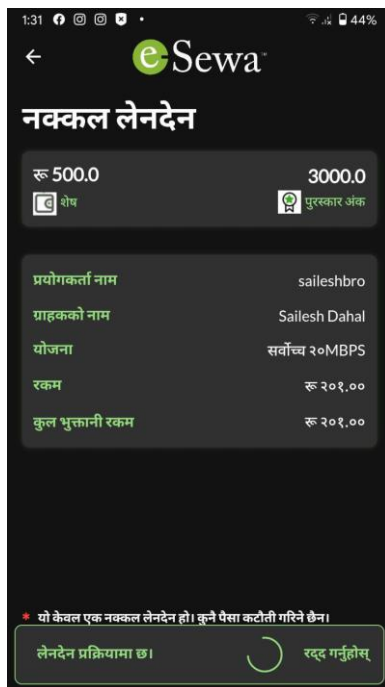 1:31 44%
e-Sewa™
नक्कल लेनदेन
रू 500.0 3000.0
शेष पुरस्कार अंक
प्रयोगकर्ता नाम saileshbro
ग्राहकको नाम Sailesh Dahal
योजना सर्वोच्च २०MBPS
रकम रू २०१.००
कुल भुक्तानी रकम रू २०१.००
* यो केवल एक नक्कल लेनदेन हो। कुनै पैसा कटौती गरिने छैन।
लेनदेन प्रक्रियामा छ। रद्द गर्नुहोस्